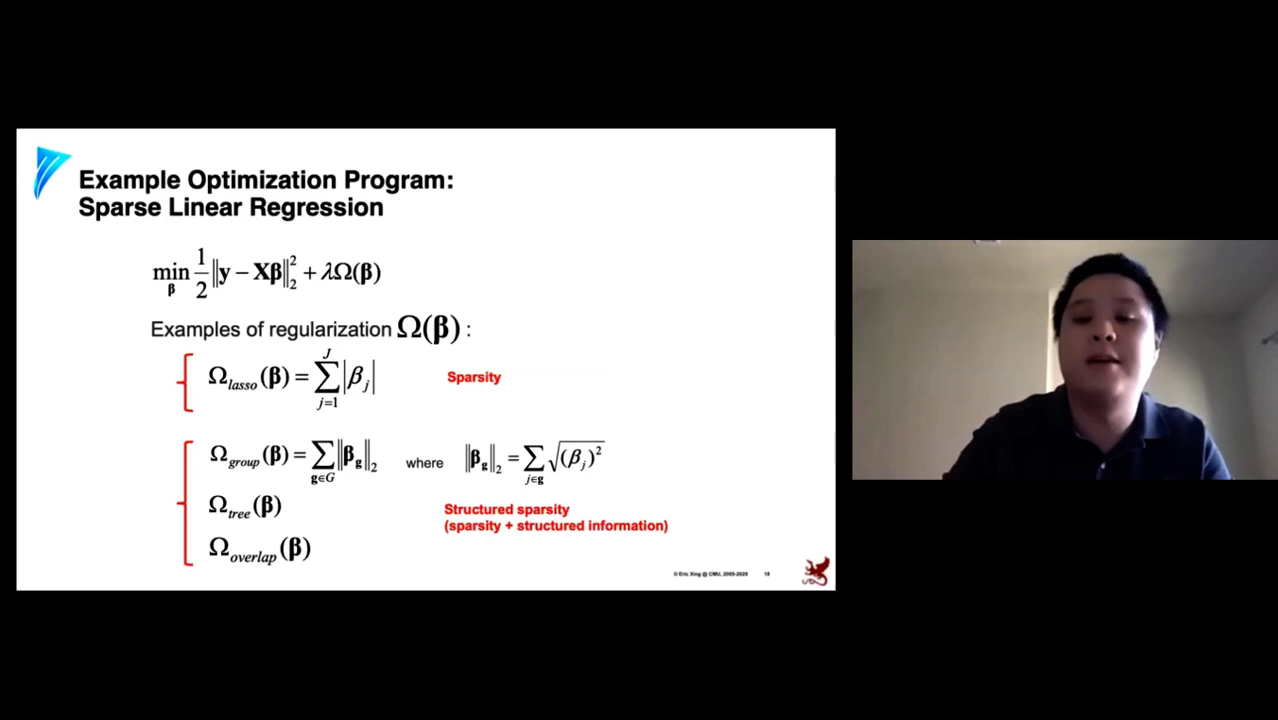 Example Optimization Program:
Sparse Linear Regression
min_β 1/2 ‖y − Xβ‖₂² + λΩ(β)
Examples of regularization Ω(β) :
Ω_lasso(β) = ∑_{j=1}^{J} |β_j|
Sparsity
Ω_group(β) = ∑_{g∈G} ‖β_g‖₂ where ‖β_g‖₂ = ∑_{j∈g} √(β_j)²
Ω_tree(β)
Structured sparsity
(sparsity + structured information)
Ω_overlap(β)
© Eric Xing @ CMU, 2005-2020 18